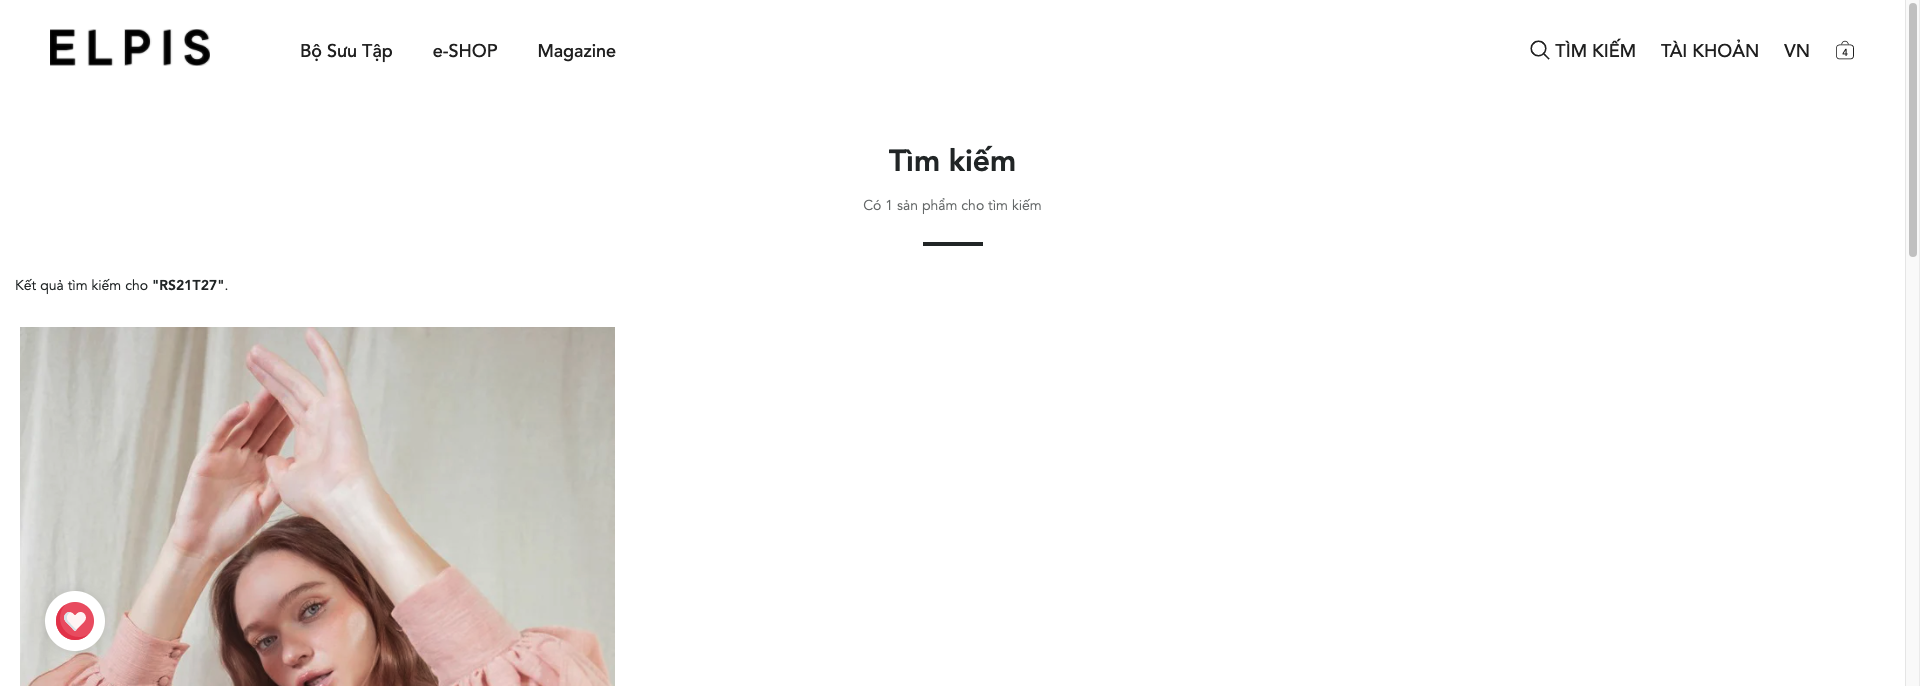 ELPIS
Bộ Sưu Tập
e-SHOP
Magazine
TÌM KIẾM
TÀI KHOẢN
VN
4
Tìm kiếm
Có 1 sản phẩm cho tìm kiếm
Kết quả tìm kiếm cho "RS21T27".